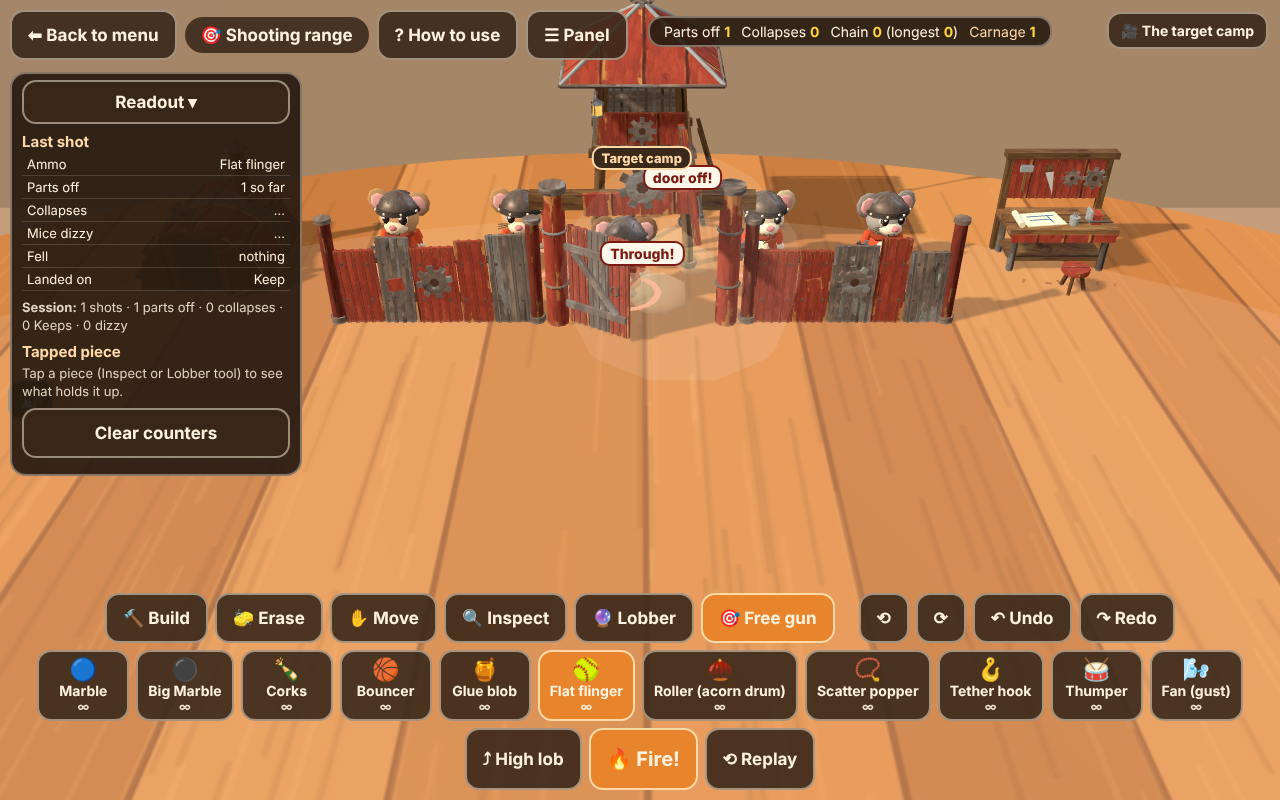 ⬅ Back to menu
🎯 Shooting range
? How to use
☰ Panel
Parts off 1 Collapses 0 Chain 0 (longest 0) Carnage 1
🎥 The target camp
Readout ▾
Last shot
Ammo Flat flinger
Parts off 1 so far
Collapses ...
Mice dizzy ...
Fell nothing
Landed on Keep
Session: 1 shots · 1 parts off · 0 collapses ·
0 Keeps · 0 dizzy
Tapped piece
Tap a piece (Inspect or Lobber tool) to see
what holds it up.
Clear counters
Target camp
door off!
Through!
🔨 Build
🧽 Erase
✋ Move
🔍 Inspect
🔮 Lobber
🎯 Free gun
⟲
⟳
↶ Undo
↷ Redo
Marble
∞
Big Marble
∞
Corks
∞
Bouncer
∞
Glue blob
∞
Flat flinger
∞
Roller (acorn drum)
∞
Scatter popper
∞
Tether hook
∞
Thumper
∞
Fan (gust)
∞
⤴ High lob
🔥 Fire!
⟲ Replay